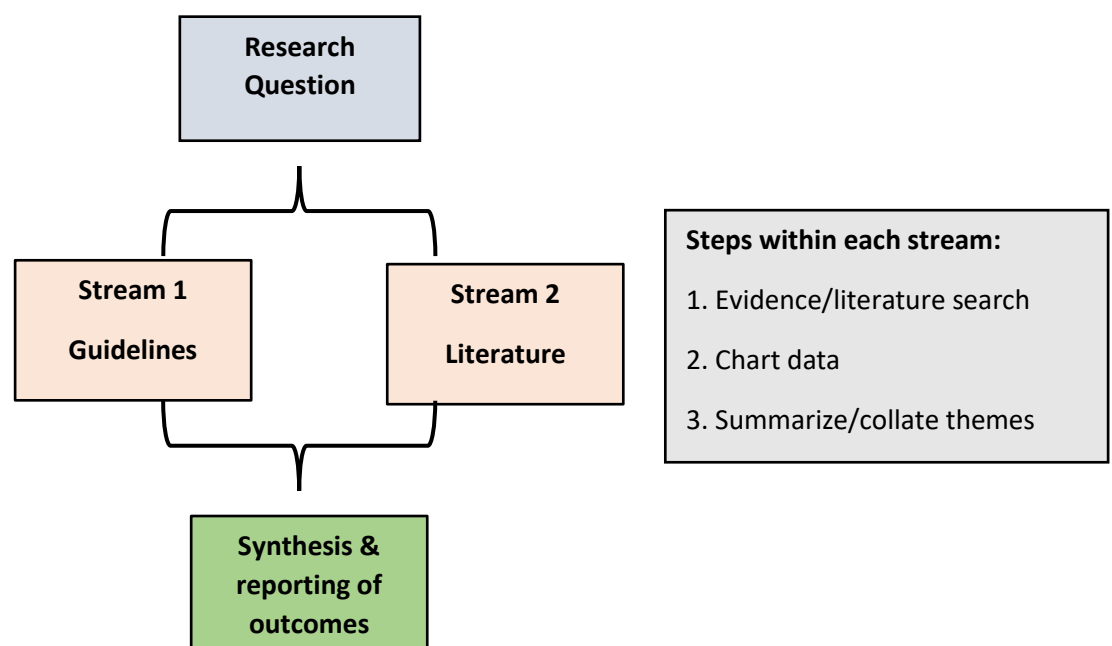 Research
Question
Stream 1
Guidelines
Stream 2
Literature
Steps within each stream:
1. Evidence/literature search
2. Chart data
3. Summarize/collate themes
Synthesis &
reporting of
outcomes